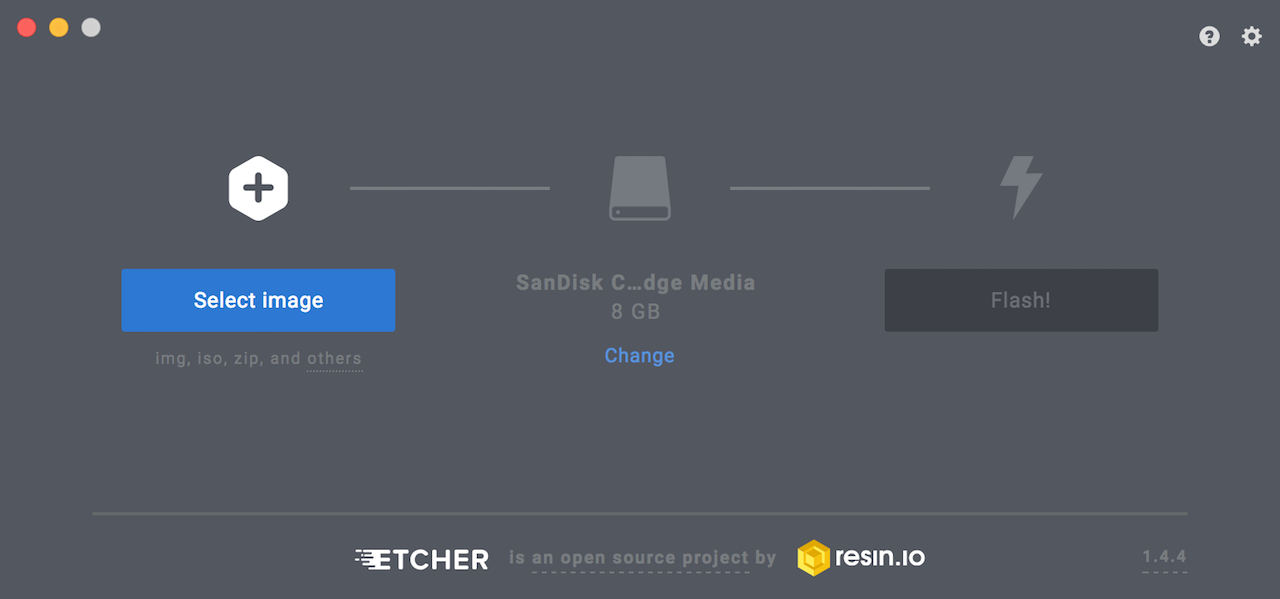 Select image
img, iso, zip, and others
SanDisk C...dge Media
8 GB
Change
Flash!
ETCHER is an open source project by resin.io
1.4.4